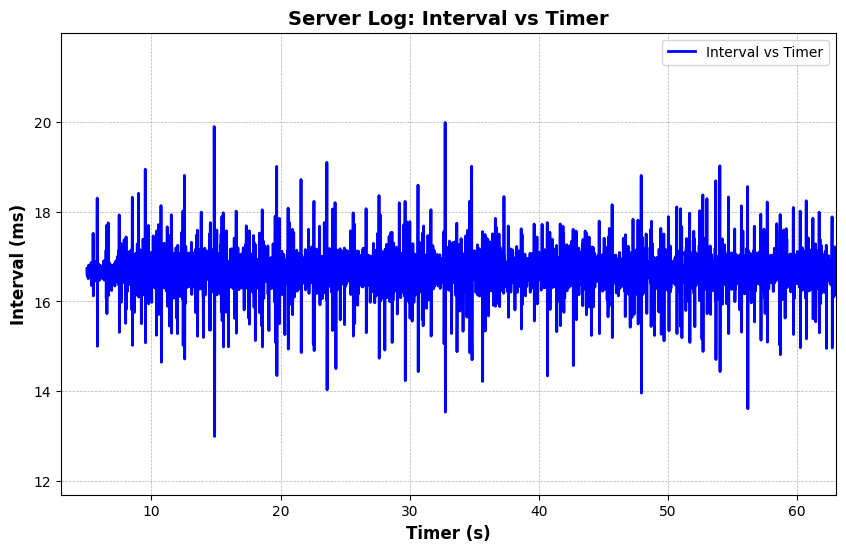 Server Log: Interval vs Timer
Interval vs Timer
Interval (ms)
20
18
16
14
12
10 20 30 40 50 60
Timer (s)